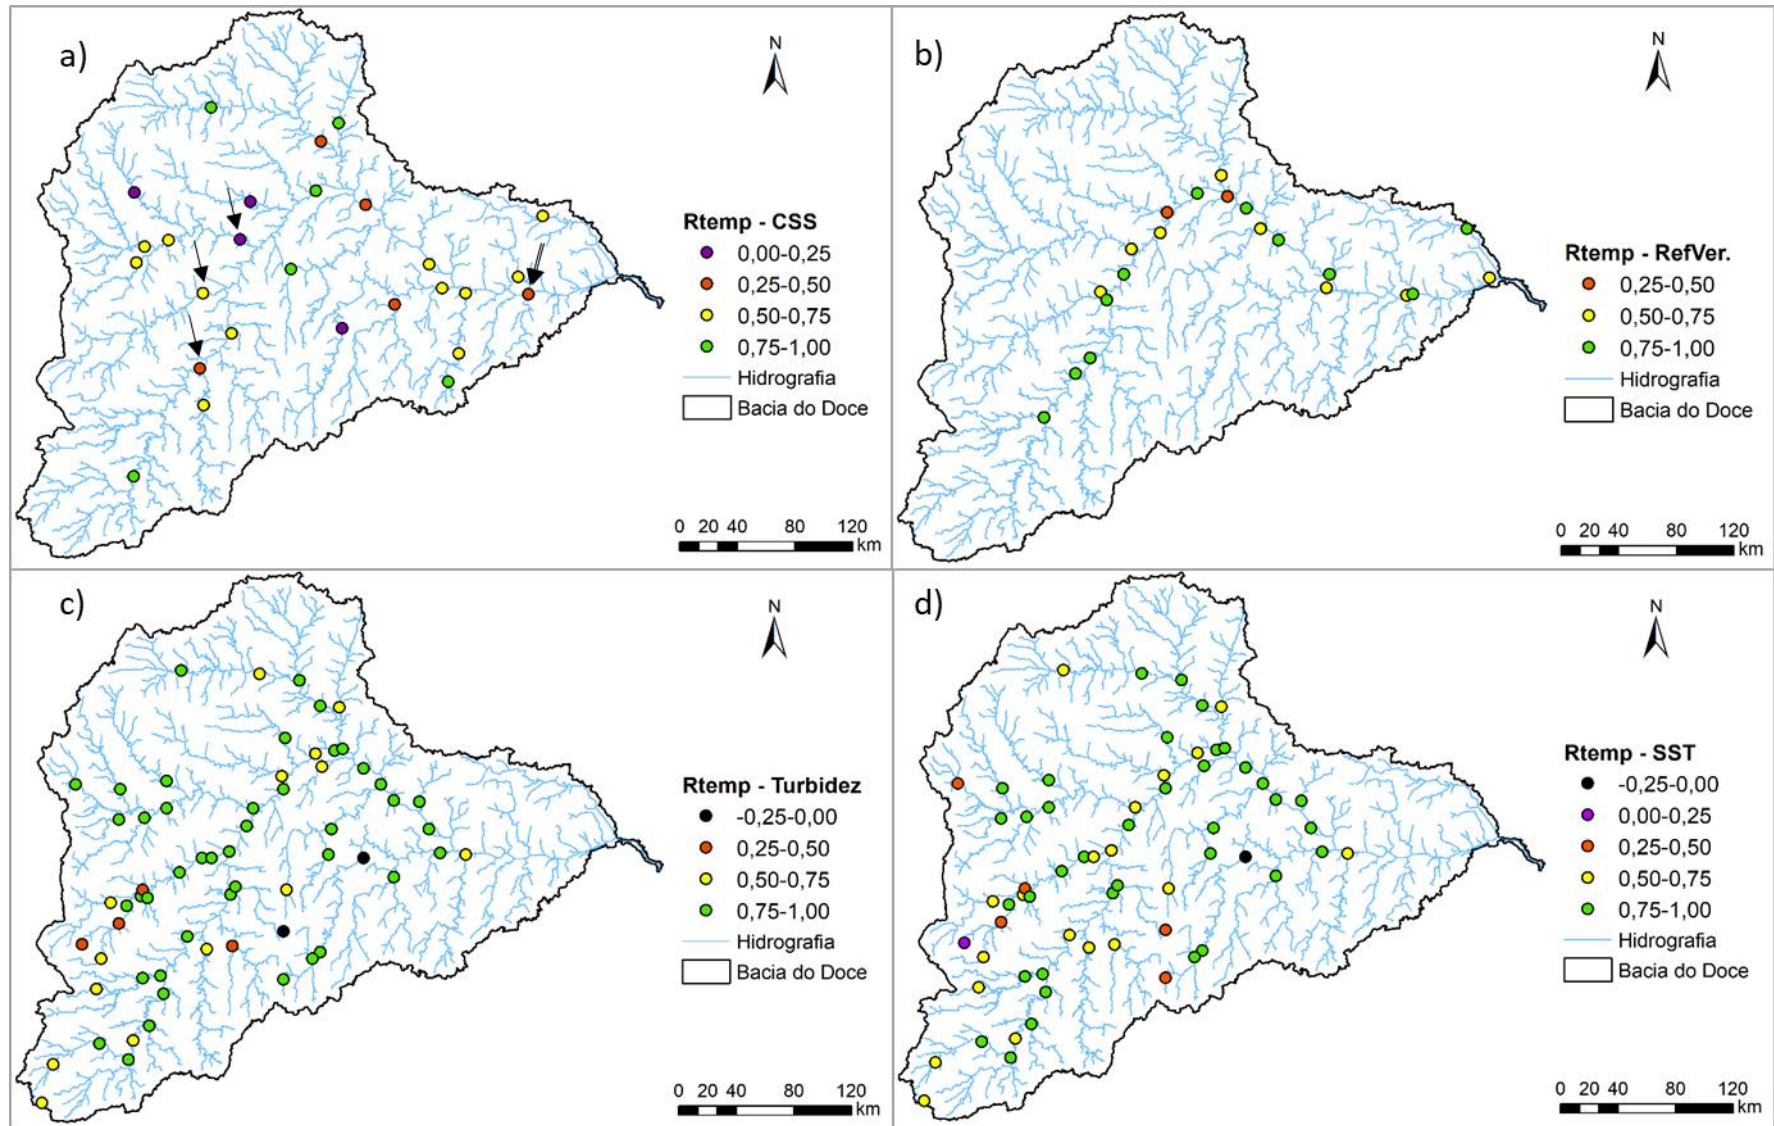 a)
N
Rtemp - CSS
0,00-0,25
0,25-0,50
0,50-0,75
0,75-1,00
Hidrografia
Bacia do Doce
0 20 40 80 120
km
b)
N
Rtemp - RefVer.
0,25-0,50
0,50-0,75
0,75-1,00
Hidrografia
Bacia do Doce
0 20 40 80 120
km
c)
N
Rtemp - Turbidez
-0,25-0,00
0,25-0,50
0,50-0,75
0,75-1,00
Hidrografia
Bacia do Doce
0 20 40 80 120
km
d)
N
Rtemp - SST
-0,25-0,00
0,00-0,25
0,25-0,50
0,50-0,75
0,75-1,00
Hidrografia
Bacia do Doce
0 20 40 80 120
km